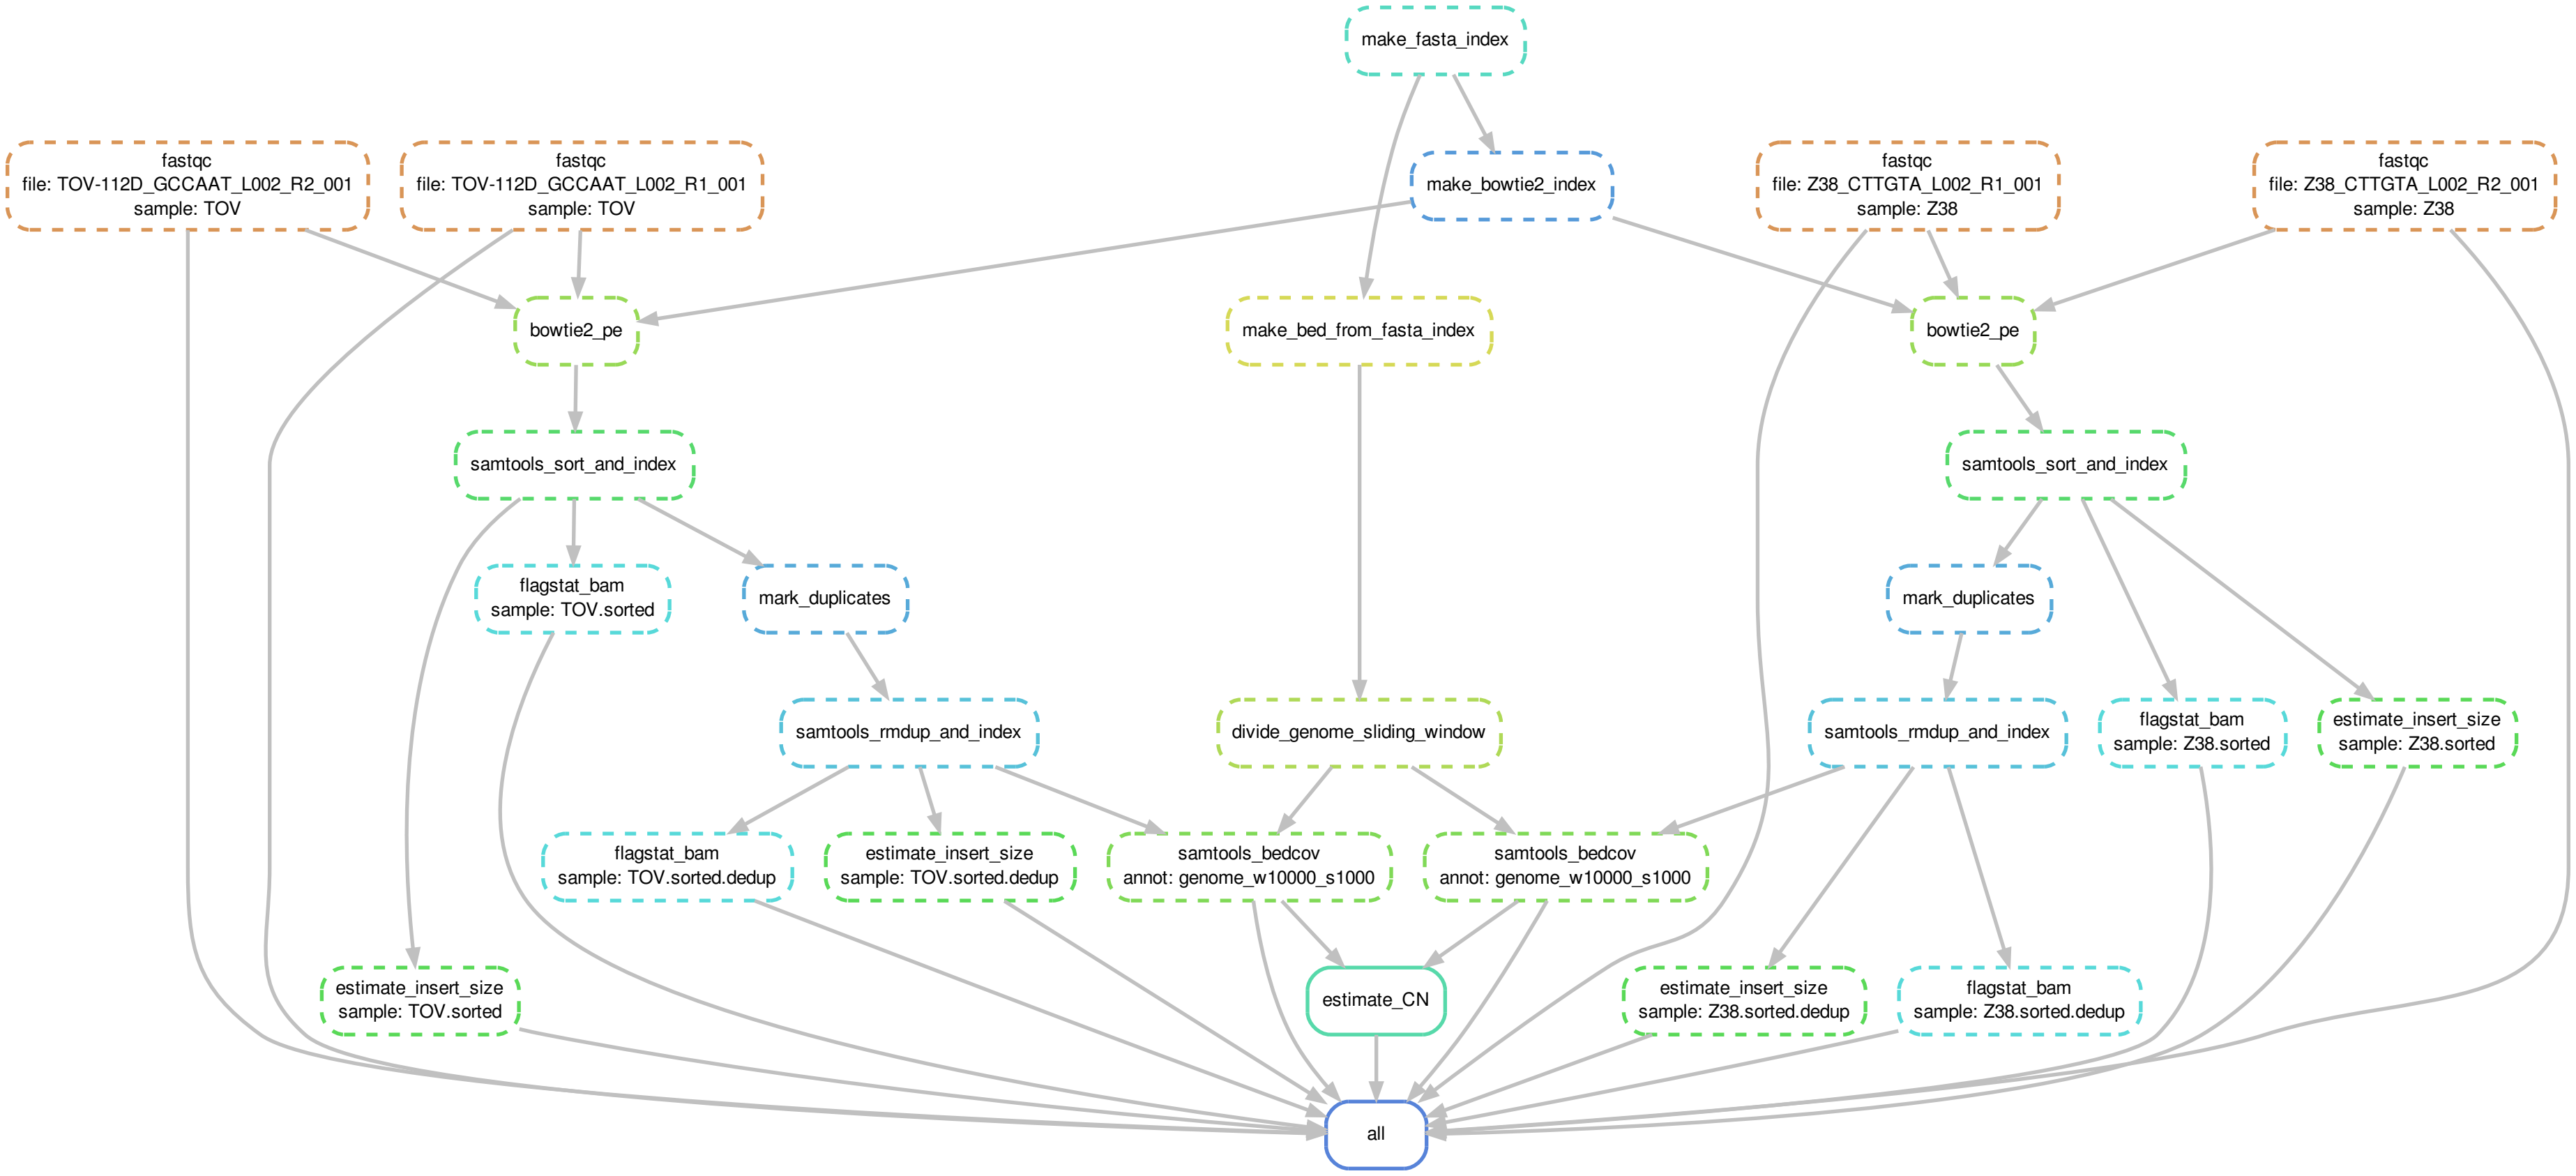 make_fasta_index
fastqc
file: TOV-112D_GCCAAT_L002_R2_001
sample: TOV
fastqc
file: TOV-112D_GCCAAT_L002_R1_001
sample: TOV
make_bowtie2_index
fastqc
file: Z38_CTTGTA_L002_R1_001
sample: Z38
fastqc
file: Z38_CTTGTA_L002_R2_001
sample: Z38
bowtie2_pe
make_bed_from_fasta_index
bowtie2_pe
samtools_sort_and_index
samtools_sort_and_index
flagstat_bam
sample: TOV.sorted
mark_duplicates
mark_duplicates
samtools_rmdup_and_index
divide_genome_sliding_window
samtools_rmdup_and_index
flagstat_bam
sample: Z38.sorted
estimate_insert_size
sample: Z38.sorted
flagstat_bam
sample: TOV.sorted.dedup
estimate_insert_size
sample: TOV.sorted.dedup
samtools_bedcov
annot: genome_w10000_s1000
samtools_bedcov
annot: genome_w10000_s1000
estimate_insert_size
sample: TOV.sorted
estimate_CN
estimate_insert_size
sample: Z38.sorted.dedup
flagstat_bam
sample: Z38.sorted.dedup
all